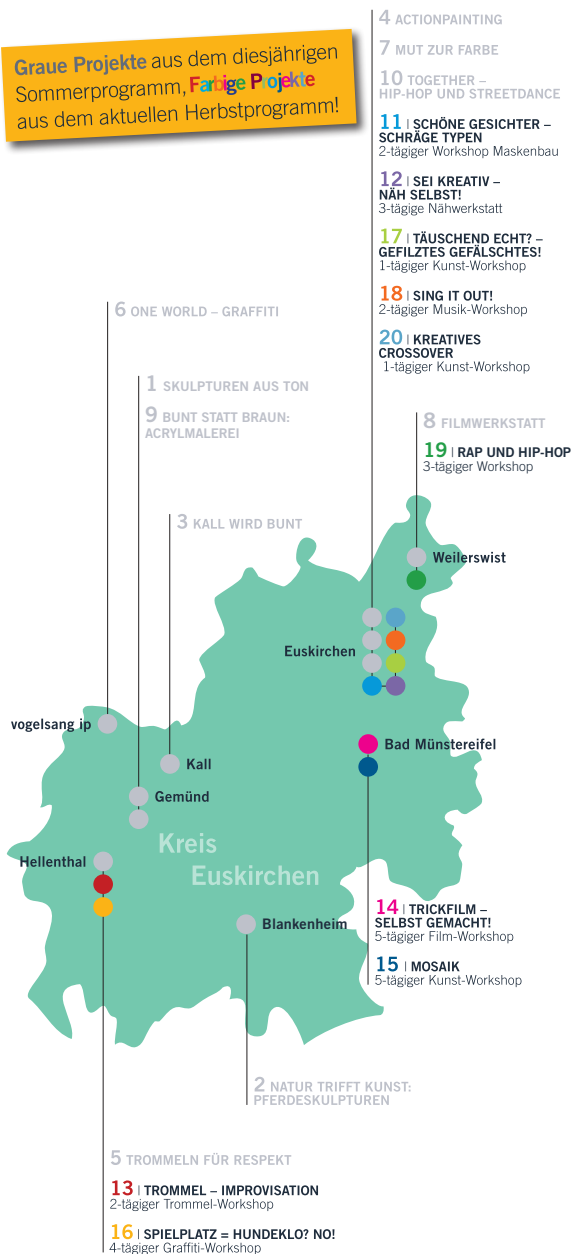 Graue Projekte aus dem diesjährigen
Sommerprogramm, Farbige Projekte
aus dem aktuellen Herbstprogramm!
4 ACTIONPAINTING
7 MUT ZUR FARBE
10 TOGETHER –
HIP-HOP UND STREETDANCE
11 | SCHÖNE GESICHTER –
SCHRÄGE TYPEN
2-tägiger Workshop Maskenbau
12 | SEI KREATIV –
NÄH SELBST!
3-tägige Nähwerkstatt
17 | TÄUSCHEND ECHT? –
GEFILZTES GEFÄLSCHTES!
1-tägiger Kunst-Workshop
18 | SING IT OUT!
2-tägiger Musik-Workshop
20 | KREATIVES
CROSSOVER
1-tägiger Kunst-Workshop
6 ONE WORLD – GRAFFITI
1 SKULPTUREN AUS TON
9 BUNT STATT BRAUN:
ACRYLMALEREI
8 FILMWERKSTATT
19 | RAP UND HIP-HOP
3-tägiger Workshop
3 KALL WIRD BUNT
Weilerswist
Euskirchen
vogelsang ip
Bad Münstereifel
Kall
Gemünd
Kreis
Euskirchen
Hellenthal
Blankenheim
14 | TRICKFILM –
SELBST GEMACHT!
5-tägiger Film-Workshop
15 | MOSAIK
5-tägiger Kunst-Workshop
2 NATUR TRIFFT KUNST:
PFERDESKULPTUREN
5 TROMMELN FÜR RESPEKT
13 | TROMMEL – IMPROVISATION
2-tägiger Trommel-Workshop
16 | SPIELPLATZ = HUNDEKLO? NO!
4-tägiger Graffiti-Workshop